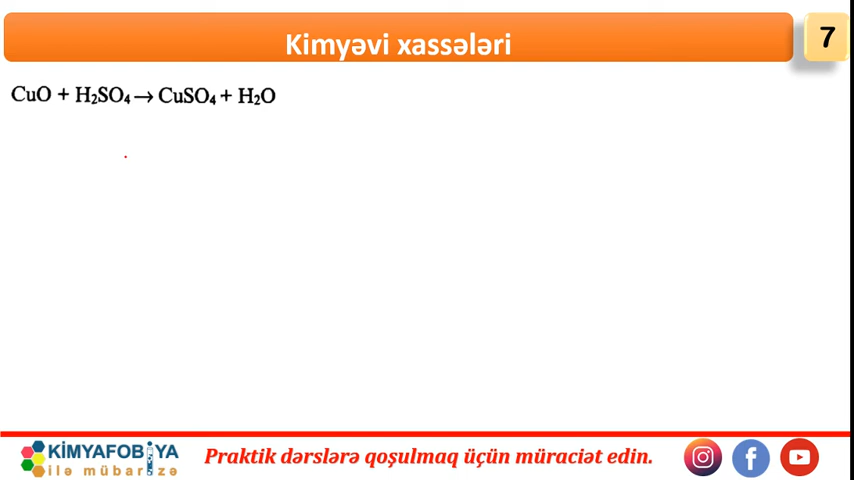 Kimyəvi xassələri
7
CuO + H₂SO₄ → CuSO₄ + H₂O
KİMYAFOBİYA
ilə mübarizə
Praktik dərslərə qoşulmaq üçün müraciət edin.